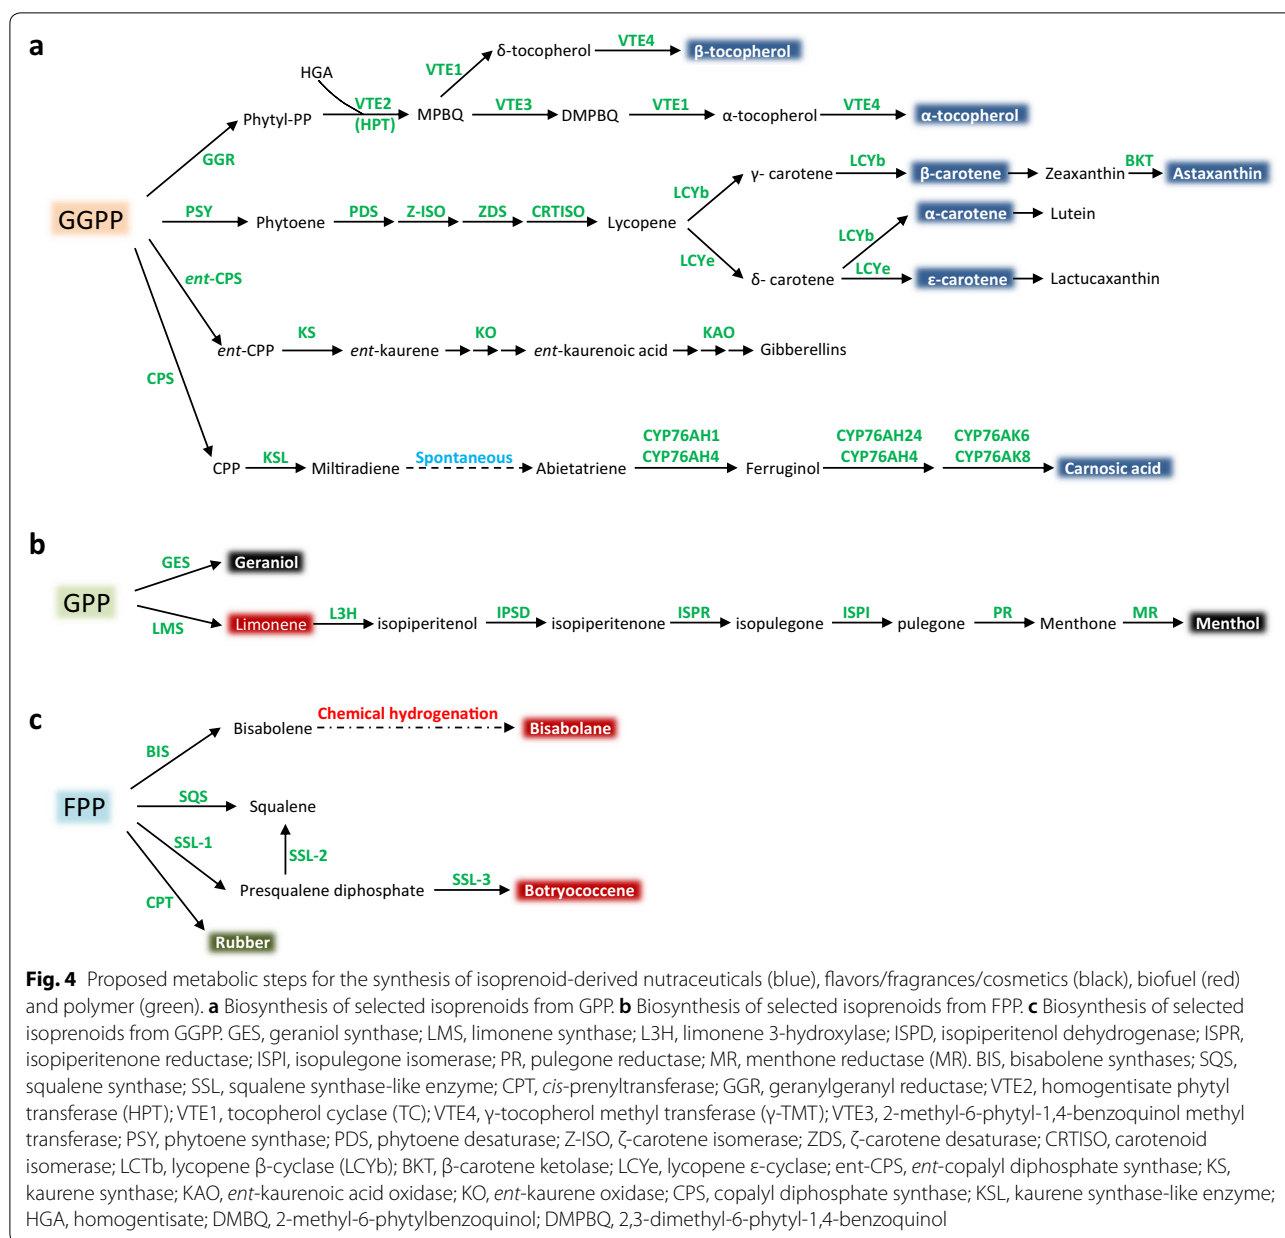 a
δ-tocopherol VTE4 β-tocopherol
HGA VTE1
Phytyl-PP VTE2 (HPT) MPBQ VTE3 DMPBQ VTE1 α-tocopherol VTE4 α-tocopherol
GGR
γ- carotene LCYb β-carotene Zeaxanthin BKT Astaxanthin
LCYb
GGPP PSY Phytoene PDS Z-ISO ZDS CRTISO Lycopene
α-carotene Lutein
LCYb
LCYe
δ- carotene LCYe ε-carotene Lactucaxanthin
ent-CPS
ent-CPP KS ent-kaurene KO ent-kaurenoic acid KAO Gibberellins
CPS
CYP76AH1 CYP76AH24 CYP76AK6
CYP76AH4 CYP76AH4 CYP76AK8
CPP KSL Miltiradiene Spontaneous Abietatriene Ferruginol Carnosic acid
b
GES Geraniol
GPP
LMS Limonene L3H isopiperitenol IPSD isopiperitenone ISPR isopulegone ISPI pulegone PR Menthone MR Menthol
c
Bisabolene Chemical hydrogenation Bisabolane
BIS
FPP SQS Squalene
SSL-1 SSL-2
Presqualene diphosphate SSL-3 Botryococcene
CPT
Rubber
Fig. 4 Proposed metabolic steps for the synthesis of isoprenoid-derived nutraceuticals (blue), flavors/fragrances/cosmetics (black), biofuel (red)
and polymer (green). a Biosynthesis of selected isoprenoids from GPP. b Biosynthesis of selected isoprenoids from FPP. c Biosynthesis of selected
isoprenoids from GGPP. GES, geraniol synthase; LMS, limonene synthase; L3H, limonene 3-hydroxylase; ISPD, isopiperitenol dehydrogenase; ISPR,
isopiperitenone reductase; ISPI, isopulegone isomerase; PR, pulegone reductase; MR, menthone reductase (MR). BIS, bisabolene synthases; SQS,
squalene synthase; SSL, squalene synthase-like enzyme; CPT, cis-prenyltransferase; GGR, geranylgeranyl reductase; VTE2, homogentisate phytyl
transferase (HPT); VTE1, tocopherol cyclase (TC); VTE4, γ-tocopherol methyl transferase (γ-TMT); VTE3, 2-methyl-6-phytyl-1,4-benzoquinol methyl
transferase; PSY, phytoene synthase; PDS, phytoene desaturase; Z-ISO, ζ-carotene isomerase; ZDS, ζ-carotene desaturase; CRTISO, carotenoid
isomerase; LCTb, lycopene β-cyclase (LCYb); BKT, β-carotene ketolase; LCYe, lycopene ε-cyclase; ent-CPS, ent-copalyl diphosphate synthase; KS,
kaurene synthase; KAO, ent-kaurenoic acid oxidase; KO, ent-kaurene oxidase; CPS, copalyl diphosphate synthase; KSL, kaurene synthase-like enzyme;
HGA, homogentisate; DMBQ, 2-methyl-6-phytylbenzoquinol; DMPBQ, 2,3-dimethyl-6-phytyl-1,4-benzoquinol